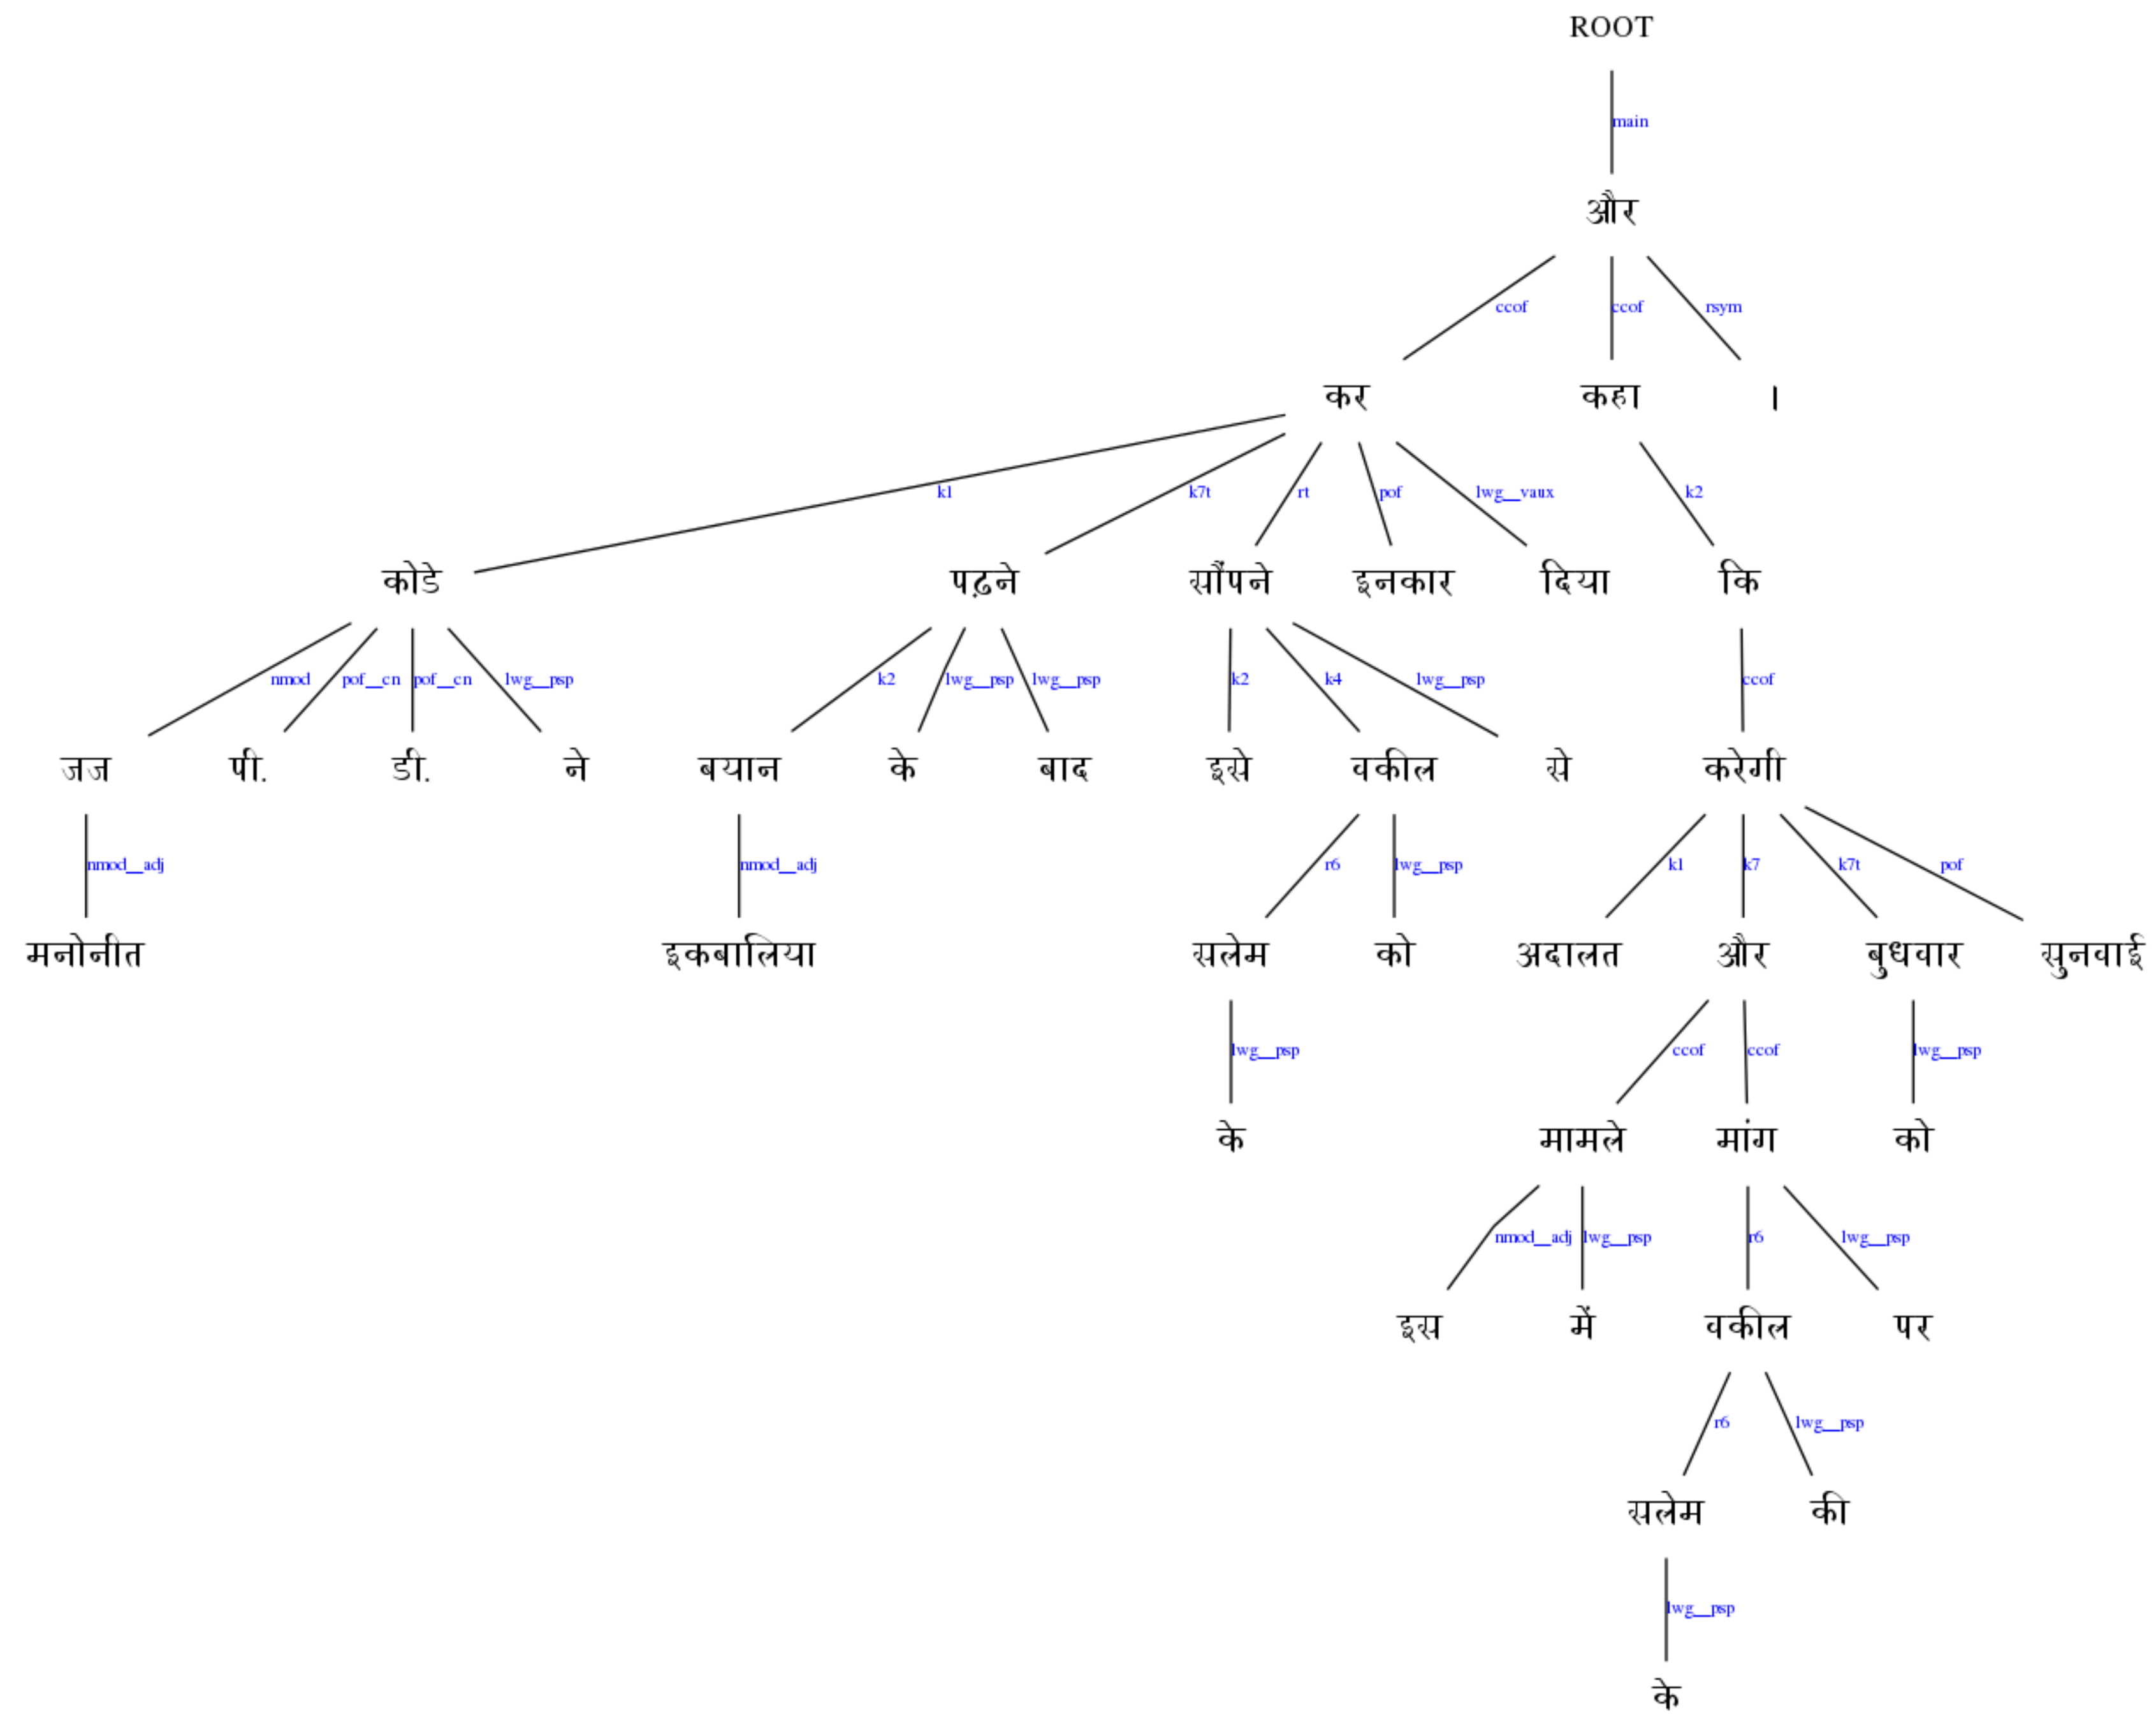 ROOT
main
और
ccof ccof rsym
कर कहा ।
k1 k7t rt pof lwg__vaux k2
कोडे पढ़ने सौंपने इनकार दिया कि
nmod pof__cn pof__cn lwg__psp k2 lwg__psp lwg__psp k2 k4 lwg__psp ccof
जज पी. डी. ने बयान के बाद इसे वकील से करेगी
nmod__adj nmod__adj r6 lwg__psp k1 k7 k7t pof
मनोनीत इकबालिया सलेम को अदालत और बुधवार सुनवाई
lwg__psp ccof ccof lwg__psp
के मामले मांग को
nmod__adj lwg__psp r6 lwg__psp
इस में वकील पर
r6 lwg__psp
सलेम की
lwg__psp
के